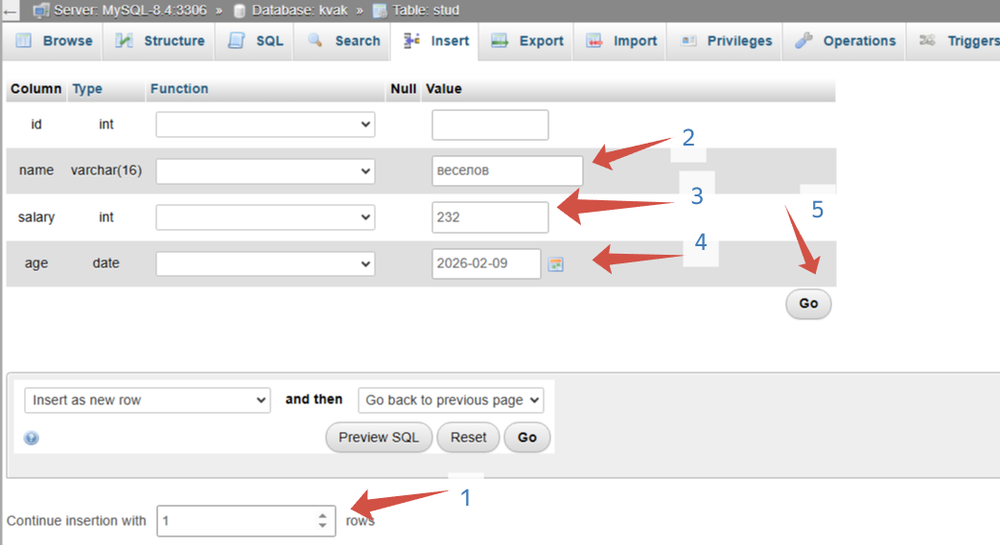 Server: MySQL-8.4:3306 » Database: kvak » Table: stud
Browse Structure SQL Search Insert Export Import Privileges Operations Triggers
Column Type Function Null Value
id int
name varchar(16) веселов
salary int 232
age date 2026-02-09
2
3
4
5
Go
Insert as new row and then Go back to previous page
Preview SQL Reset Go
1
Continue insertion with 1 rows